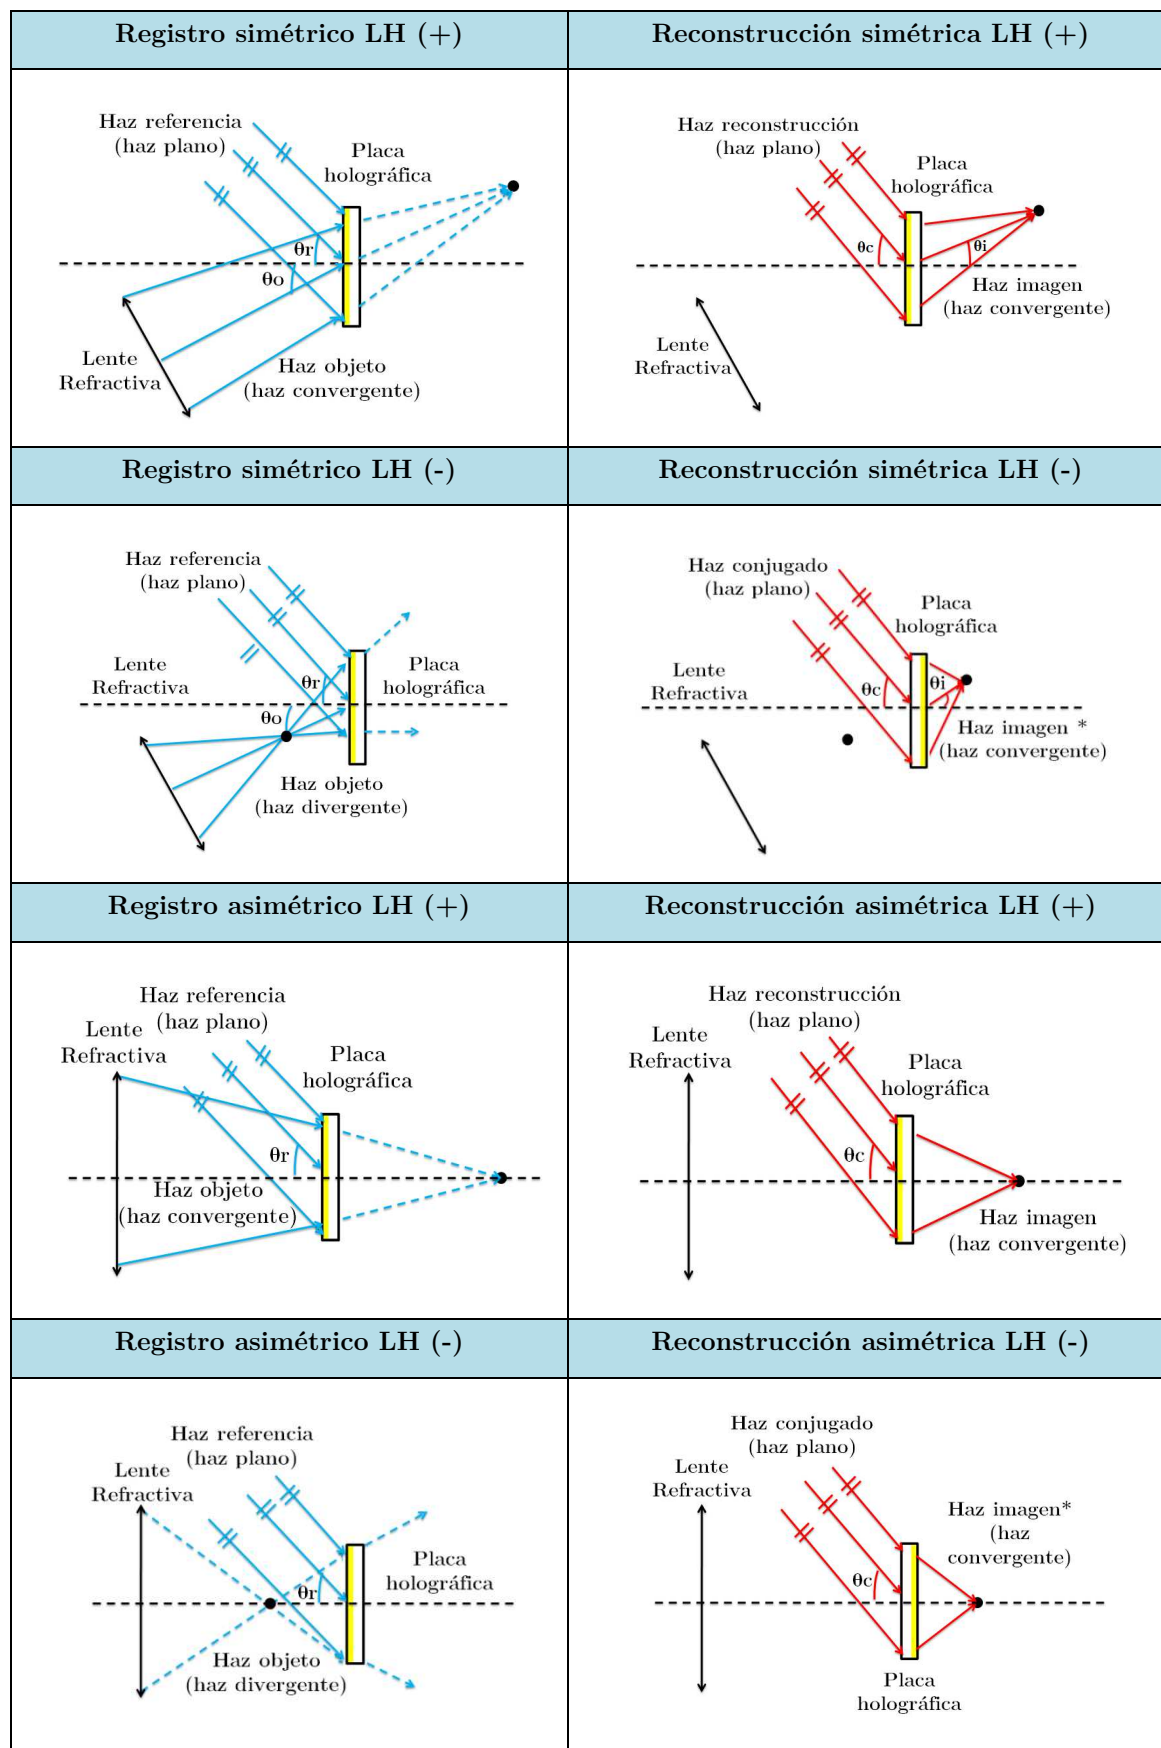 Registro simétrico LH (+)
Reconstrucción simétrica LH (+)
Haz referencia
(haz plano)
Placa
holográfica
θr
θo
Lente
Refractiva
Haz objeto
(haz convergente)
Haz reconstrucción
(haz plano)
Placa
holográfica
θc
θi
Haz imagen
(haz convergente)
Lente
Refractiva
Registro simétrico LH (-)
Reconstrucción simétrica LH (-)
Haz referencia
(haz plano)
Lente
Refractiva
θr
Placa
holográfica
θo
Haz objeto
(haz divergente)
Haz conjugado
(haz plano)
Placa
holográfica
Lente
Refractiva
θc
θi
Haz imagen *
(haz convergente)
Registro asimétrico LH (+)
Reconstrucción asimétrica LH (+)
Haz referencia
(haz plano)
Lente
Refractiva
Placa
holográfica
θr
Haz objeto
(haz convergente)
Haz reconstrucción
(haz plano)
Lente
Refractiva
Placa
holográfica
θc
Haz imagen
(haz convergente)
Registro asimétrico LH (-)
Reconstrucción asimétrica LH (-)
Haz referencia
(haz plano)
Lente
Refractiva
Placa
holográfica
θr
Haz objeto
(haz divergente)
Haz conjugado
(haz plano)
Lente
Refractiva
Haz imagen*
(haz
convergente)
θc
Placa
holográfica